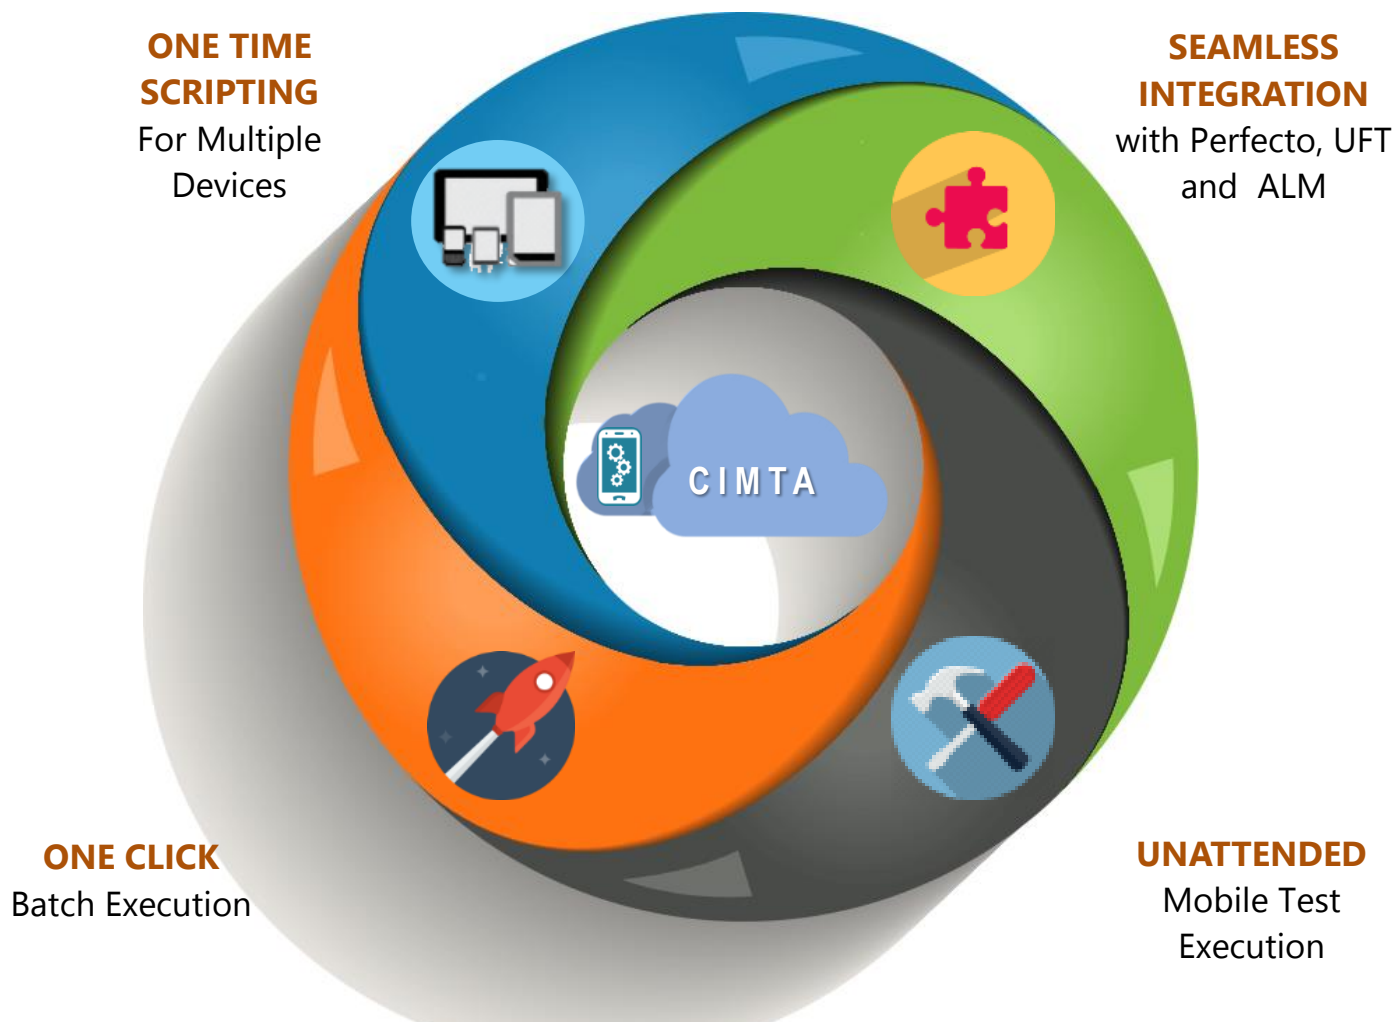 ONE TIME
SCRIPTING
For Multiple
Devices
SEAMLESS
INTEGRATION
with Perfecto, UFT
and ALM
CIMTA
ONE CLICK
Batch Execution
UNATTENDED
Mobile Test
Execution